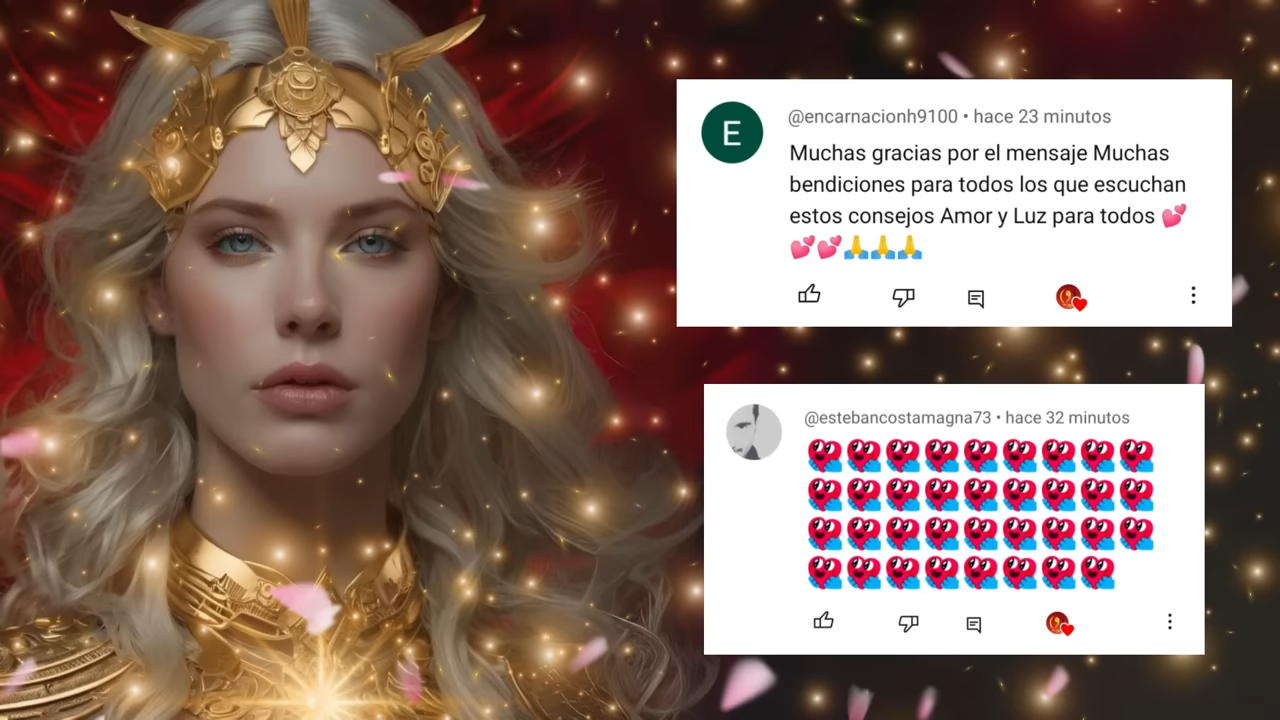 E
@encarnacionh9100 • hace 23 minutos
Muchas gracias por el mensaje Muchas
bendiciones para todos los que escuchan
estos consejos Amor y Luz para todos 💕
💕💕🙏🙏🙏
@estebancostamagna73 • hace 32 minutos